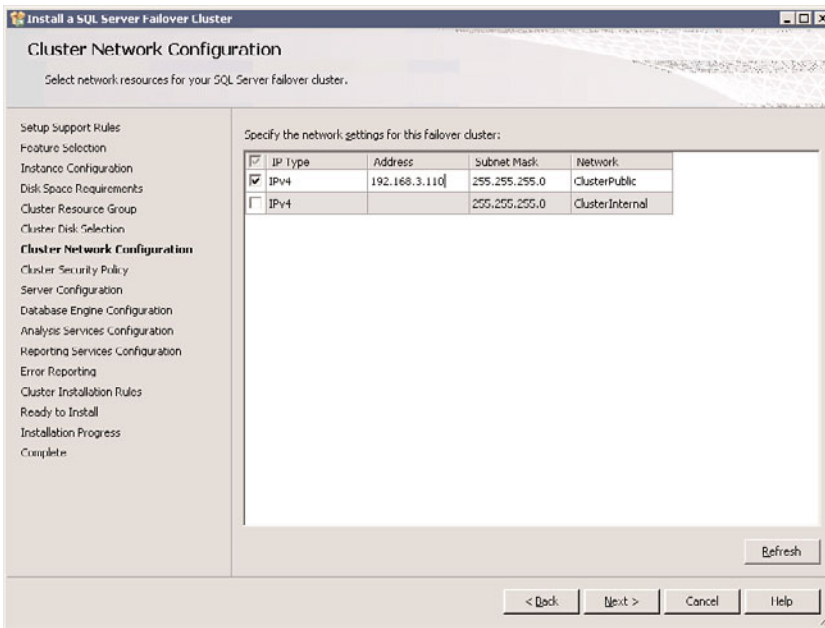 Install a SQL Server Failover Cluster
Cluster Network Configuration
Select network resources for your SQL Server failover cluster.
Setup Support Rules
Feature Selection
Instance Configuration
Disk Space Requirements
Cluster Resource Group
Cluster Disk Selection
Cluster Network Configuration
Cluster Security Policy
Server Configuration
Database Engine Configuration
Analysis Services Configuration
Reporting Services Configuration
Error Reporting
Cluster Installation Rules
Ready to Install
Installation Progress
Complete
Specify the network settings for this failover cluster:
IP Type Address Subnet Mask Network
IPv4 192.168.3.110 255.255.255.0 ClusterPublic
IPv4 255.255.255.0 ClusterInternal
Refresh
< Back Next > Cancel Help